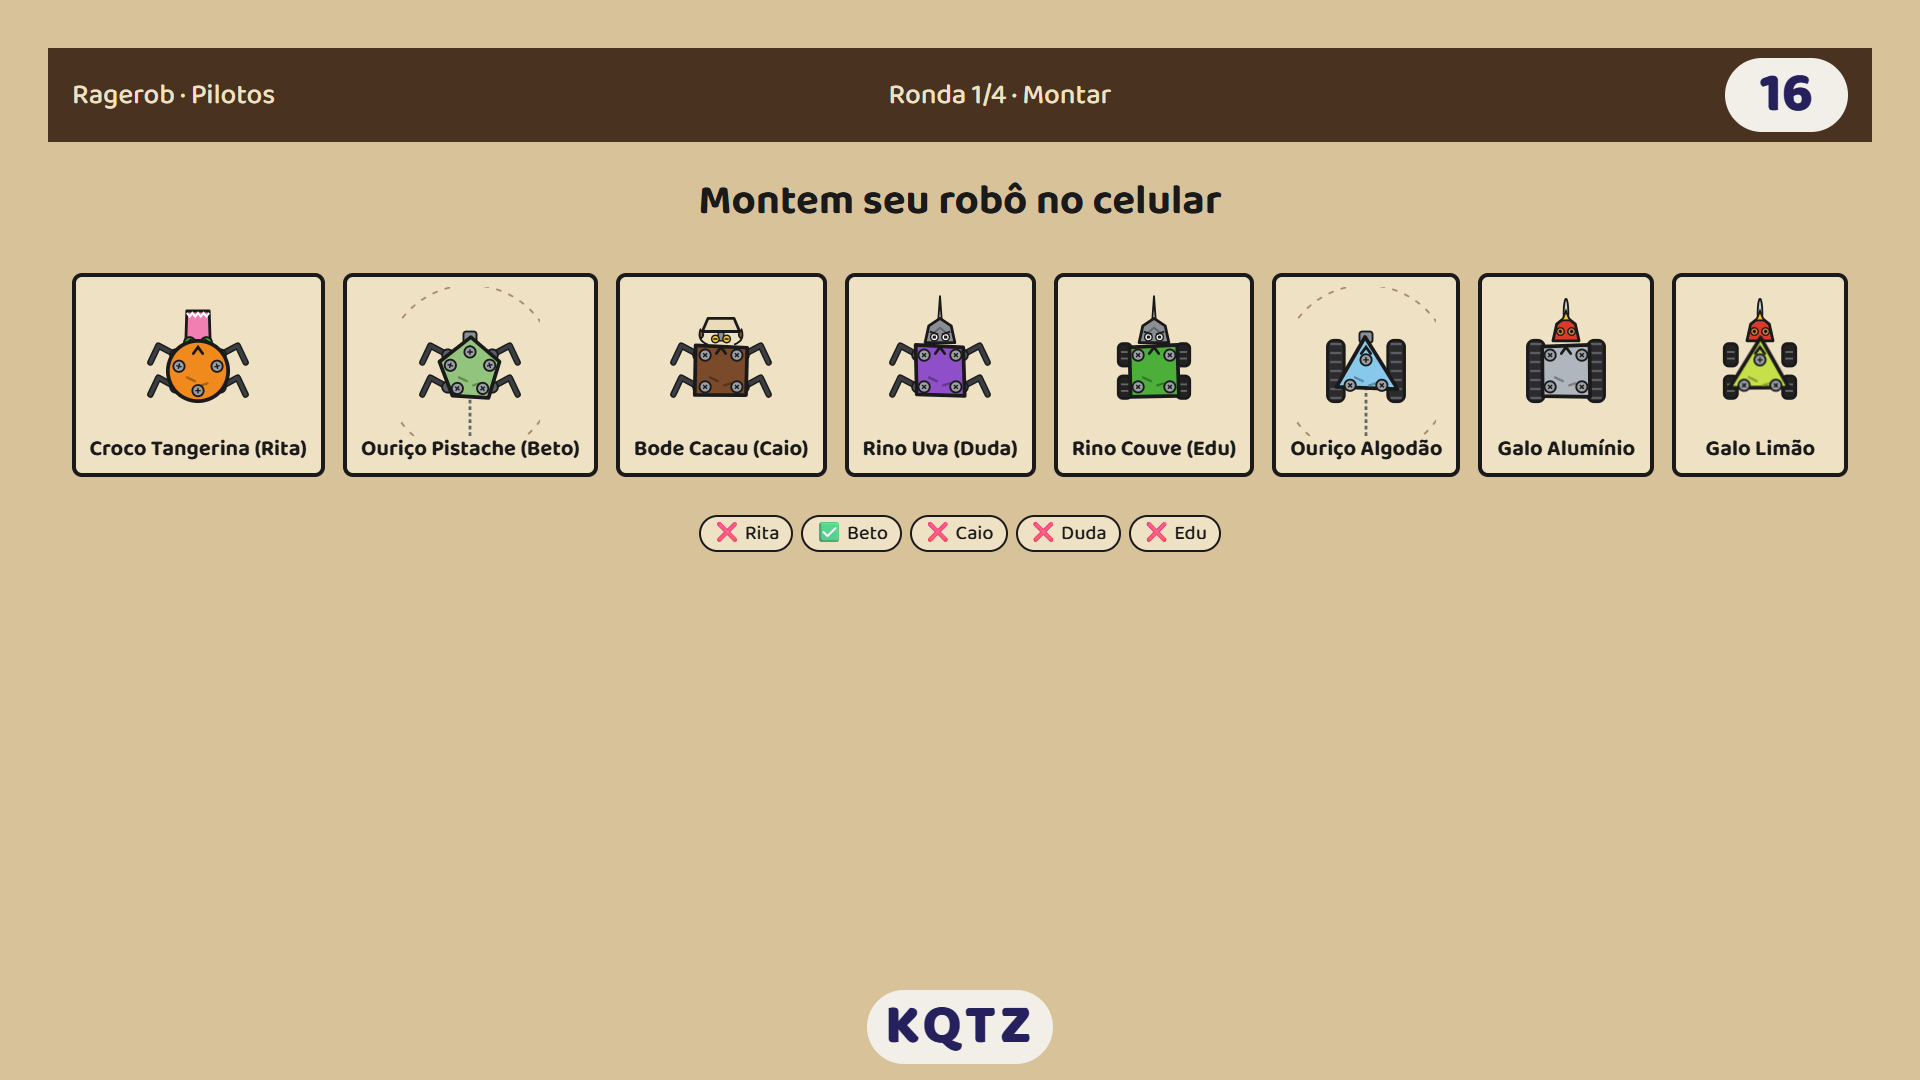 Ragerob · Pilotos
Ronda 1/4 · Montar
16
Montem seu robô no celular
Croco Tangerina (Rita)
Ouriço Pistache (Beto)
Bode Cacau (Caio)
Rino Uva (Duda)
Rino Couve (Edu)
Ouriço Algodão
Galo Alumínio
Galo Limão
Rita
Beto
Caio
Duda
Edu
KQTZ